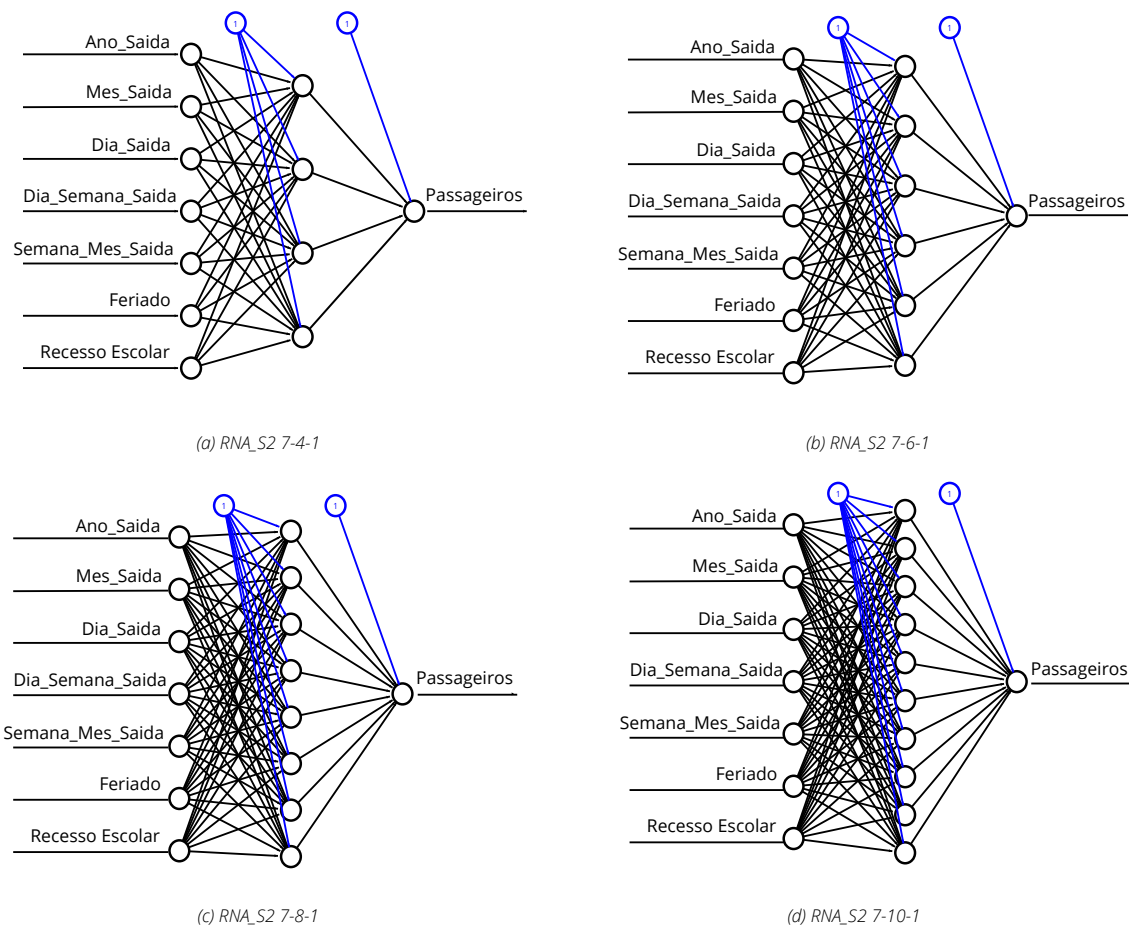 1
1
Ano_Saida
Mes_Saida
Dia_Saida
Dia_Semana_Saida
Passageiros
Semana_Mes_Saida
Feriado
Recesso Escolar
(a) RNA_S2 7-4-1
1
1
Ano_Saida
Mes_Saida
Dia_Saida
Dia_Semana_Saida
Passageiros
Semana_Mes_Saida
Feriado
Recesso Escolar
(b) RNA_S2 7-6-1
1
1
Ano_Saida
Mes_Saida
Dia_Saida
Dia_Semana_Saida
Passageiros
Semana_Mes_Saida
Feriado
Recesso Escolar
(c) RNA_S2 7-8-1
1
1
Ano_Saida
Mes_Saida
Dia_Saida
Dia_Semana_Saida
Passageiros
Semana_Mes_Saida
Feriado
Recesso Escolar
(d) RNA_S2 7-10-1